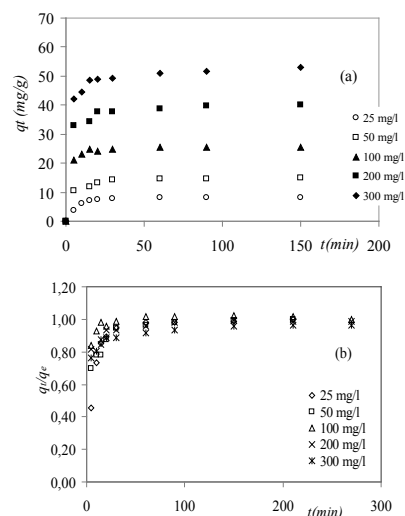 70
60
50
40
30
20
10
0
qt (mg/g)
(a)
25 mg/l
50 mg/l
100 mg/l
200 mg/l
300 mg/l
0 50 100 150 200
t(min)
1,20
1,00
0,80
0,60
0,40
0,20
0,00
qt/qe
(b)
25 mg/l
50 mg/l
100 mg/l
200 mg/l
300 mg/l
0 100 200 300
t(min)